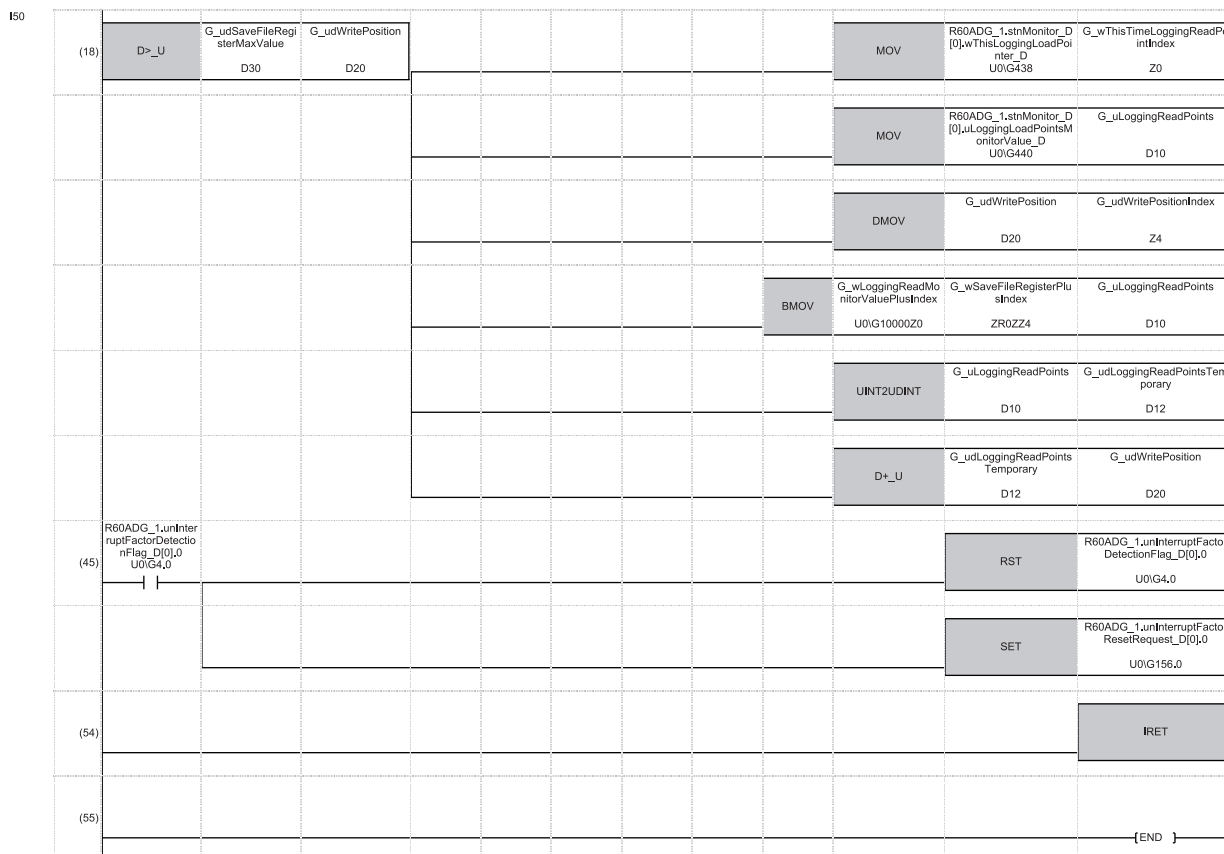 I50
(18)
D>_U
G_udSaveFileRegi
sterMaxValue
D30
G_udWritePosition
D20
MOV
R60ADG_1.stnMonitor_D
[0].wThisLoggingLoadPoi
nter_D
U0\G438
G_wThisTimeLoggingReadPo
intIndex
Z0
MOV
R60ADG_1.stnMonitor_D
[0].uLoggingLoadPointsM
onitorValue_D
U0\G440
G_uLoggingReadPoints
D10
DMOV
G_udWritePosition
D20
G_udWritePositionIndex
Z4
BMOV
G_wLoggingReadMo
nitorValuePlusIndex
U0\G10000Z0
G_wSaveFileRegisterPlu
sIndex
ZR0ZZ4
G_uLoggingReadPoints
D10
UINT2UDINT
G_uLoggingReadPoints
D10
G_udLoggingReadPointsTem
porary
D12
D+_U
G_udLoggingReadPoints
Temporary
D12
G_udWritePosition
D20
(45)
R60ADG_1.unInter
ruptFactorDetectio
nFlag_D[0].0
U0\G4.0
RST
R60ADG_1.unInterruptFacto
DetectionFlag_D[0].0
U0\G4.0
SET
R60ADG_1.unInterruptFacto
ResetRequest_D[0].0
U0\G156.0
(54)
IRET
(55)
[END ]